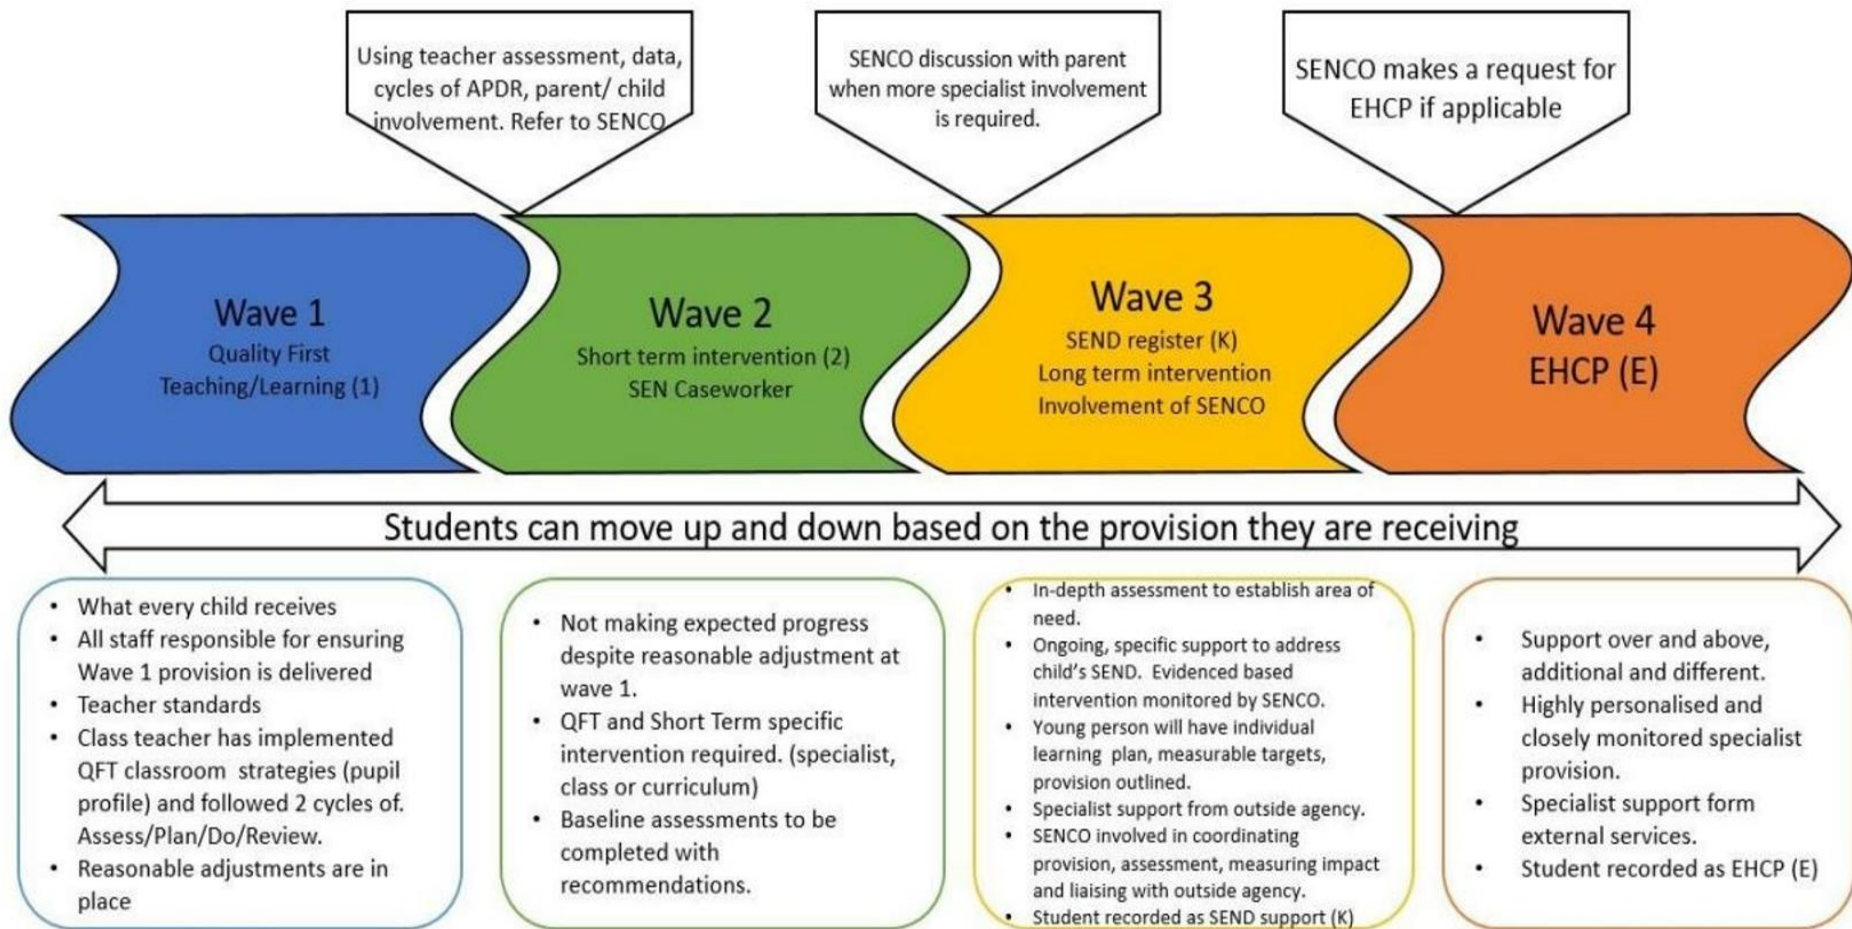 Using teacher assessment, data,
cycles of APDR, parent/ child
involvement. Refer to SENCO
SENCO discussion with parent
when more specialist involvement
is required.
SENCO makes a request for
EHCP if applicable
Wave 1
Quality First
Teaching/Learning (1)
Wave 2
Short term intervention (2)
SEN Caseworker
Wave 3
SEND register (K)
Long term intervention
Involvement of SENCO
Wave 4
EHCP (E)
Students can move up and down based on the provision they are receiving
• What every child receives
• All staff responsible for ensuring
Wave 1 provision is delivered
• Teacher standards
• Class teacher has implemented
QFT classroom strategies (pupil
profile) and followed 2 cycles of.
Assess/Plan/Do/Review.
• Reasonable adjustments are in
place
• Not making expected progress
despite reasonable adjustment at
wave 1.
• QFT and Short Term specific
intervention required. (specialist,
class or curriculum)
• Baseline assessments to be
completed with
recommendations.
• In-depth assessment to establish area of
need.
• Ongoing, specific support to address
child's SEND. Evidenced based
intervention monitored by SENCO.
• Young person will have individual
learning plan, measurable targets,
provision outlined.
• Specialist support from outside agency.
• SENCO involved in coordinating
provision, assessment, measuring impact
and liaising with outside agency.
• Student recorded as SEND support (K)
• Support over and above,
additional and different.
• Highly personalised and
closely monitored specialist
provision.
• Specialist support form
external services.
• Student recorded as EHCP (E)